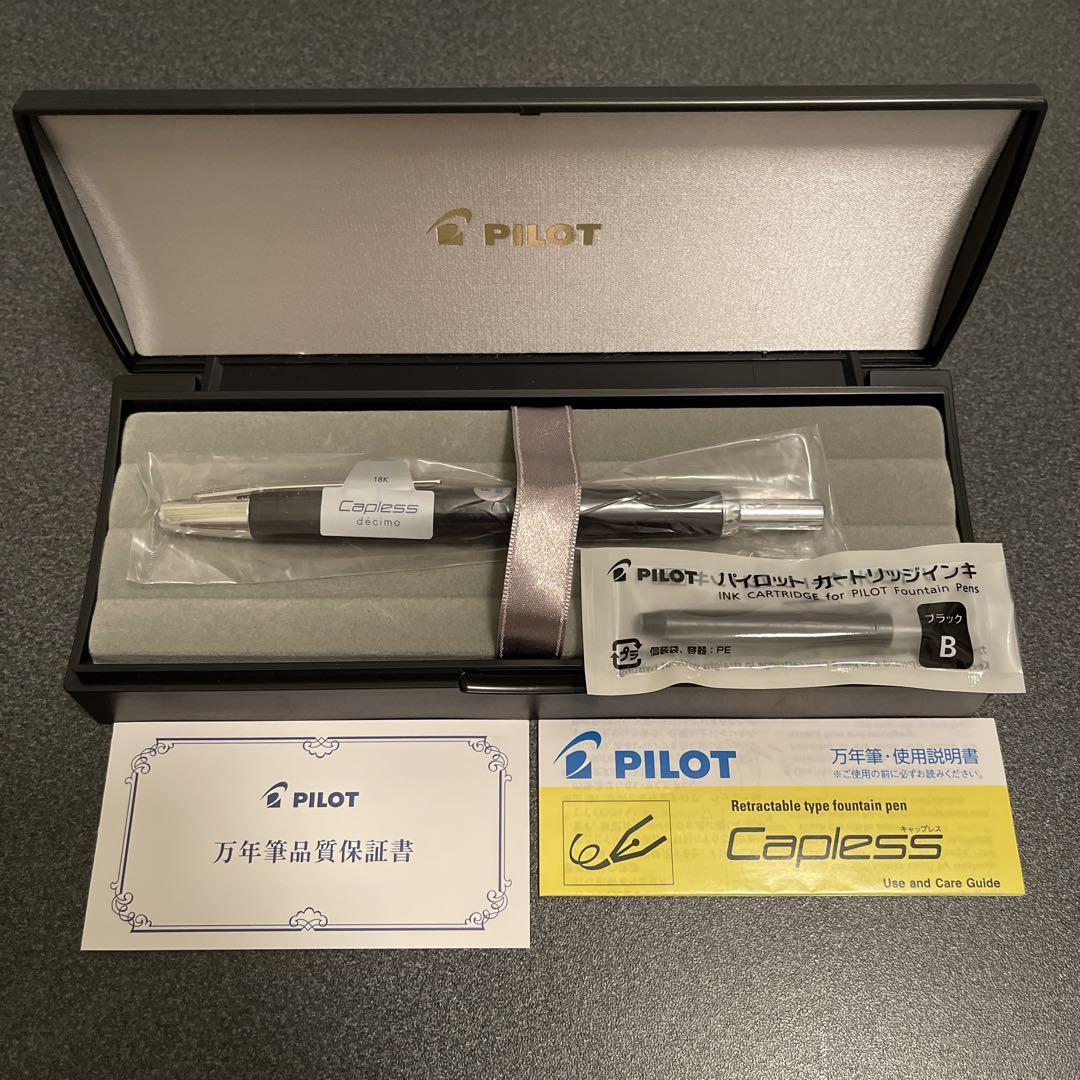 PILOT
18K
Capless
décimo
PILOT パイロット カートリッジインキ
INK CARTRIDGE for PILOT Fountain Pens
ブラック
B
プラ
個装袋、容器：PE
PILOT
万年筆品質保証書
PILOT
万年筆・使用説明書
※ご使用の前に必ずお読みください。
Retractable type fountain pen
キャップレス
Capless
Use and Care Guide